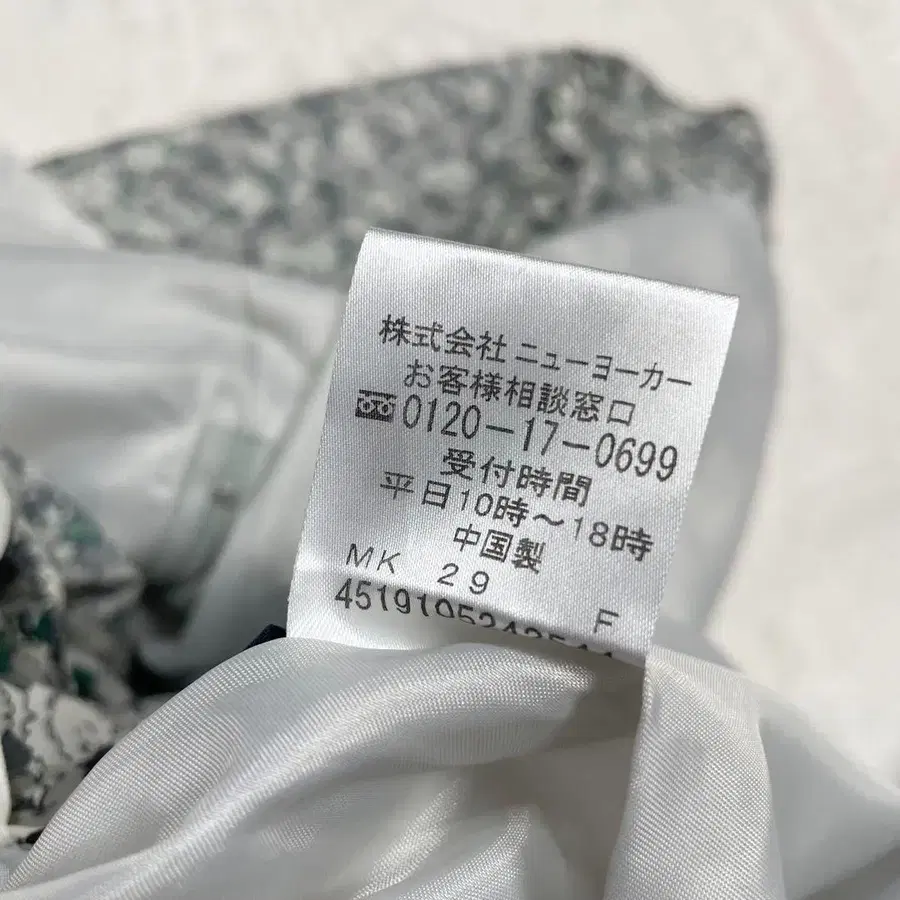 株式会社 ニューヨーカー
お客様相談窓口
0120-17-0699
受付時間
平日10時～18時
中国製
MK 29 F